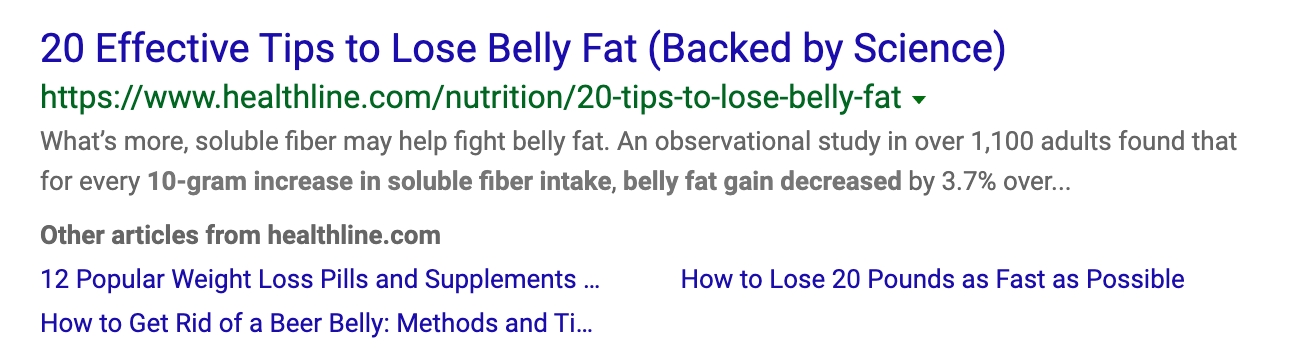 20 Effective Tips to Lose Belly Fat (Backed by Science)
https://www.healthline.com/nutrition/20-tips-to-lose-belly-fat
What’s more, soluble fiber may help fight belly fat. An observational study in over 1,100 adults found that
for every 10-gram increase in soluble fiber intake, belly fat gain decreased by 3.7% over...
Other articles from healthline.com
12 Popular Weight Loss Pills and Supplements ... How to Lose 20 Pounds as Fast as Possible
How to Get Rid of a Beer Belly: Methods and Ti...